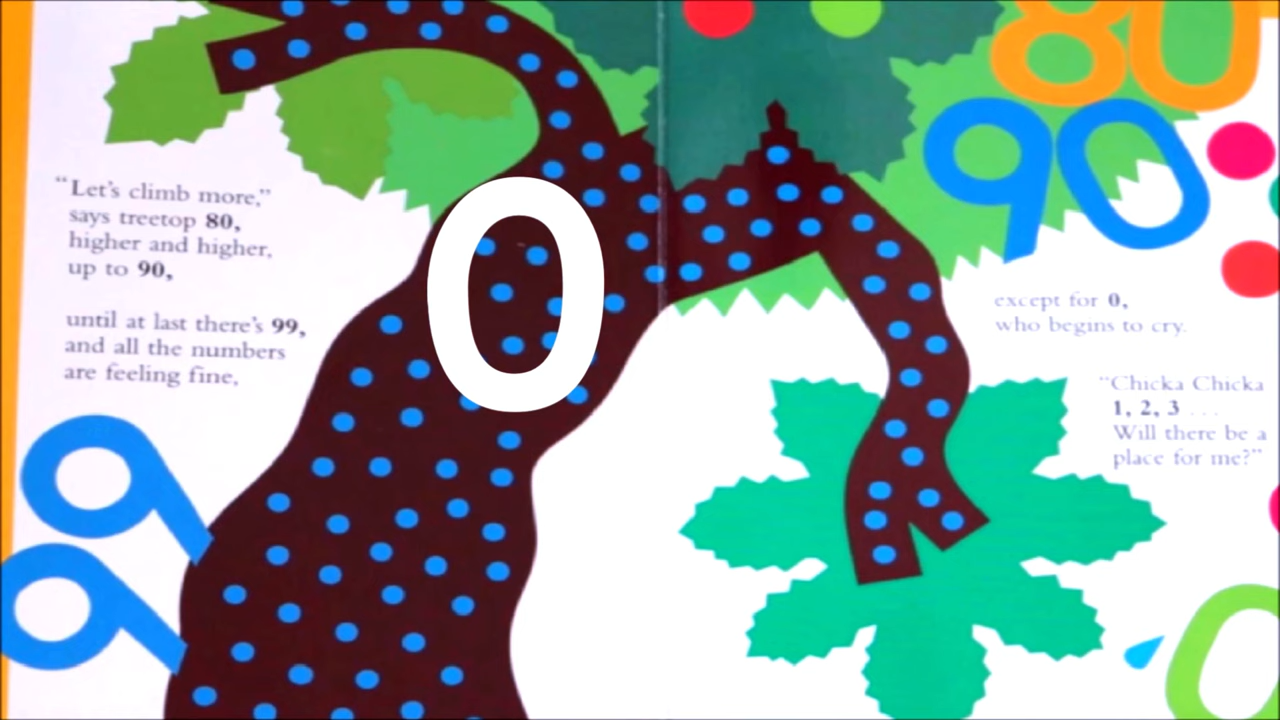 80
90
"Let's climb more,"
says treetop 80,
higher and higher,
up to 90,
until at last there's 99,
and all the numbers
are feeling fine,
0
except for 0,
who begins to cry.
"Chicka Chicka
1, 2, 3 . . .
Will there be a
place for me?"
99
0